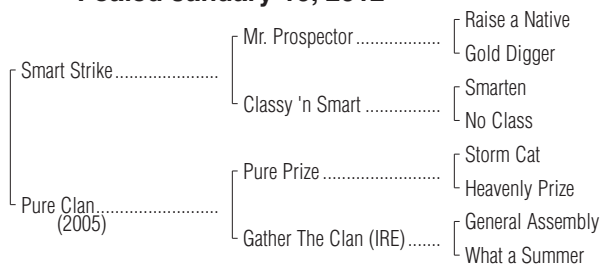 Foaled January 2012
Raise a Native
Mr. Prospector ..................
Gold Digger
Smart Strike ......................
Smarten
Classy 'n Smart ................
No Class
Storm Cat
Pure Prize .........................
Heavenly Prize
Pure Clan ..........................
(2005)
General Assembly
Gather The Clan (IRE) .......
What a Summer